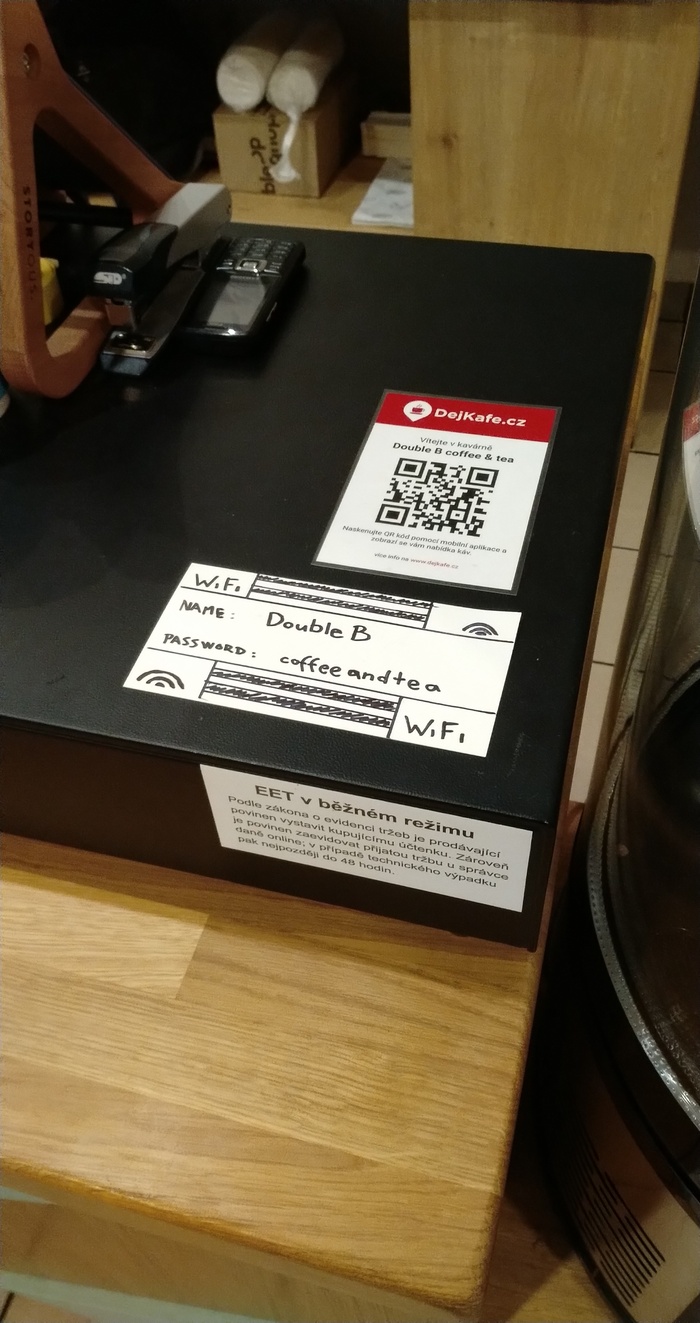 STORYOUS
DejKafe.cz
Vítejte v kavárně
Double B coffee & tea
Naskenujte QR kód pomocí mobilní aplikace a
zobrazí se vám nabídka káv.
více info na www.dejkafe.cz
WiFi
NAME: Double B
PASSWORD: coffeeandtea
WiFi
EET v běžném režimu
Podle zákona o evidenci tržeb je prodávající
povinen vystavit kupujícímu účtenku. Zároveň
je povinen zaevidovat přijatou tržbu u správce
daně online; v případě technického výpadku
pak nejpozději do 48 hodin.